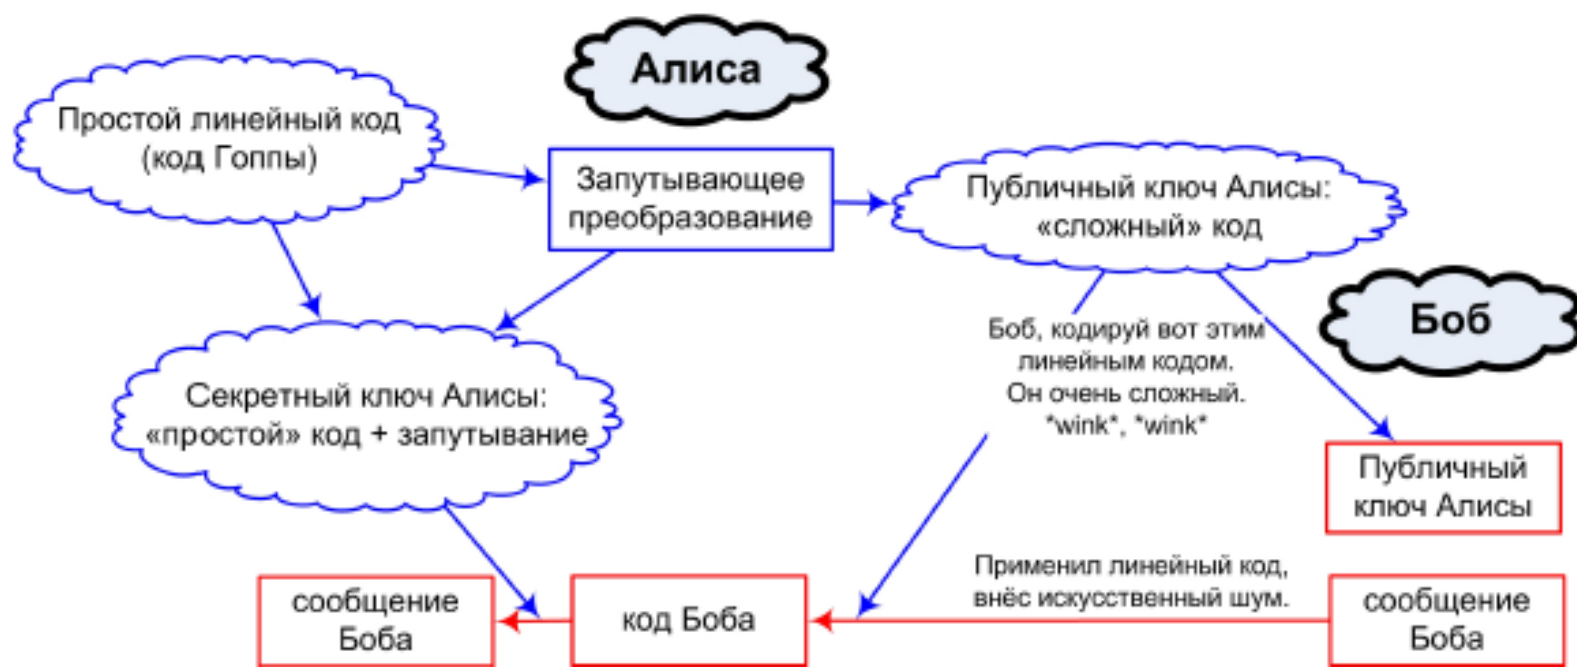 Алиса
Простой линейный код
(код Гоппы)
Запутывающее
преобразование
Публичный ключ Алисы:
«сложный» код
Боб
Боб, кодируй вот этим
линейным кодом.
Он очень сложный.
*wink*, *wink*
Секретный ключ Алисы:
«простой» код + запутывание
Публичный
ключ Алисы
Применил линейный код,
внёс искусственный шум.
сообщение
Боба
код Боба
сообщение
Боба